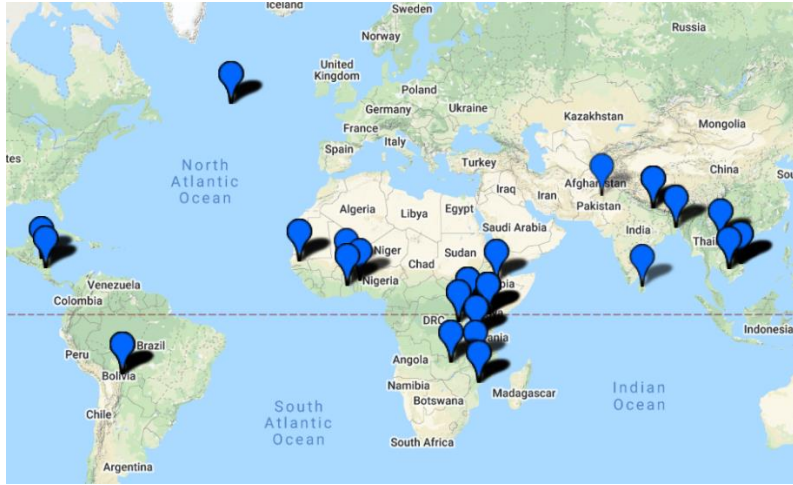 Iceland
Sweden
Norway
Russia
United
Kingdom
Poland
Germany
Ukraine
Kazakhstan
Mongolia
France
Italy
Spain
Turkey
China
North
Atlantic
Ocean
Afghanistan
Iraq
Iran
Pakistan
Algeria
Libya
Egypt
Saudi Arabia
India
Niger
Sudan
Chad
Thai
Nigeria
Venezuela
Colombia
DRC
Indonesia
Brazil
Peru
Angola
Bolivia
Namibia
Madagascar
Botswana
Indian
Ocean
Chile
South
Atlantic
Ocean
South Africa
Argentina